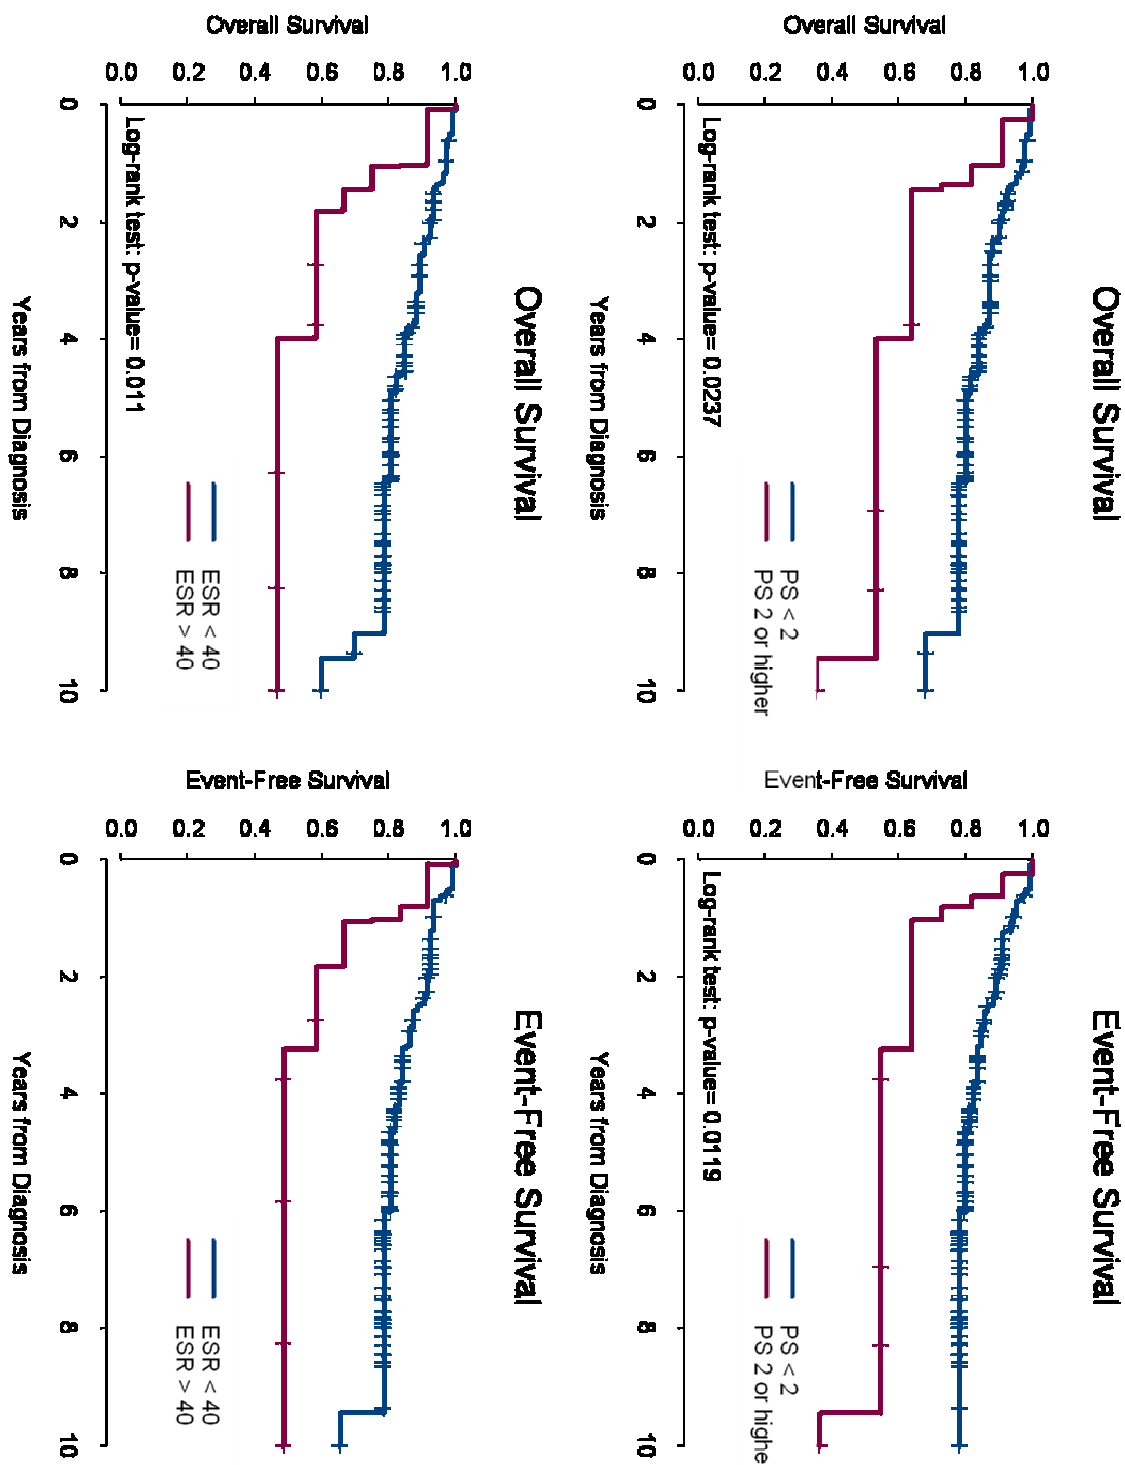 Overall Survival
Overall Survival
1.0
0.8
0.6
0.4
0.2
0.0
PS < 2
PS 2 or higher
Log-rank test: p-value= 0.0237
0 2 4 6 8 10
Years from Diagnosis
Event-Free Survival
Event-Free Survival
1.0
0.8
0.6
0.4
0.2
0.0
PS < 2
PS 2 or highe
Log-rank test: p-value= 0.0119
0 2 4 6 8 10
Years from Diagnosis
Overall Survival
Overall Survival
1.0
0.8
0.6
0.4
0.2
0.0
ESR < 40
ESR > 40
Log-rank test: p-value= 0.011
0 2 4 6 8 10
Years from Diagnosis
Event-Free Survival
Event-Free Survival
1.0
0.8
0.6
0.4
0.2
0.0
ESR < 40
ESR > 40
0 2 4 6 8 10
Years from Diagnosis